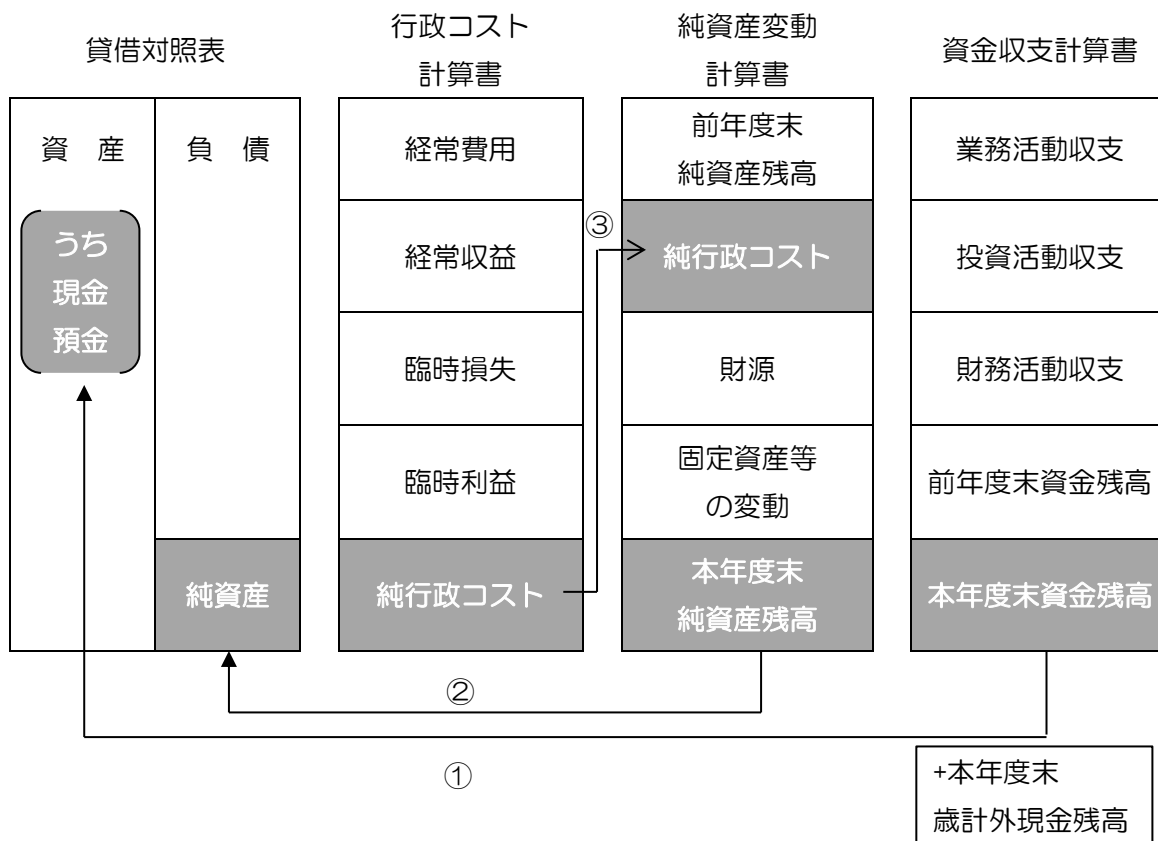 貸借対照表
行政コスト
計算書
純資産変動
計算書
資金収支計算書
資　産
負　債
うち
現金
預金
純資産
経常費用
経常収益
臨時損失
臨時利益
純行政コスト
③
前年度末
純資産残高
純行政コスト
財源
固定資産等
の変動
本年度末
純資産残高
業務活動収支
投資活動収支
財務活動収支
前年度末資金残高
本年度末資金残高
②
①
+本年度末
歳計外現金残高